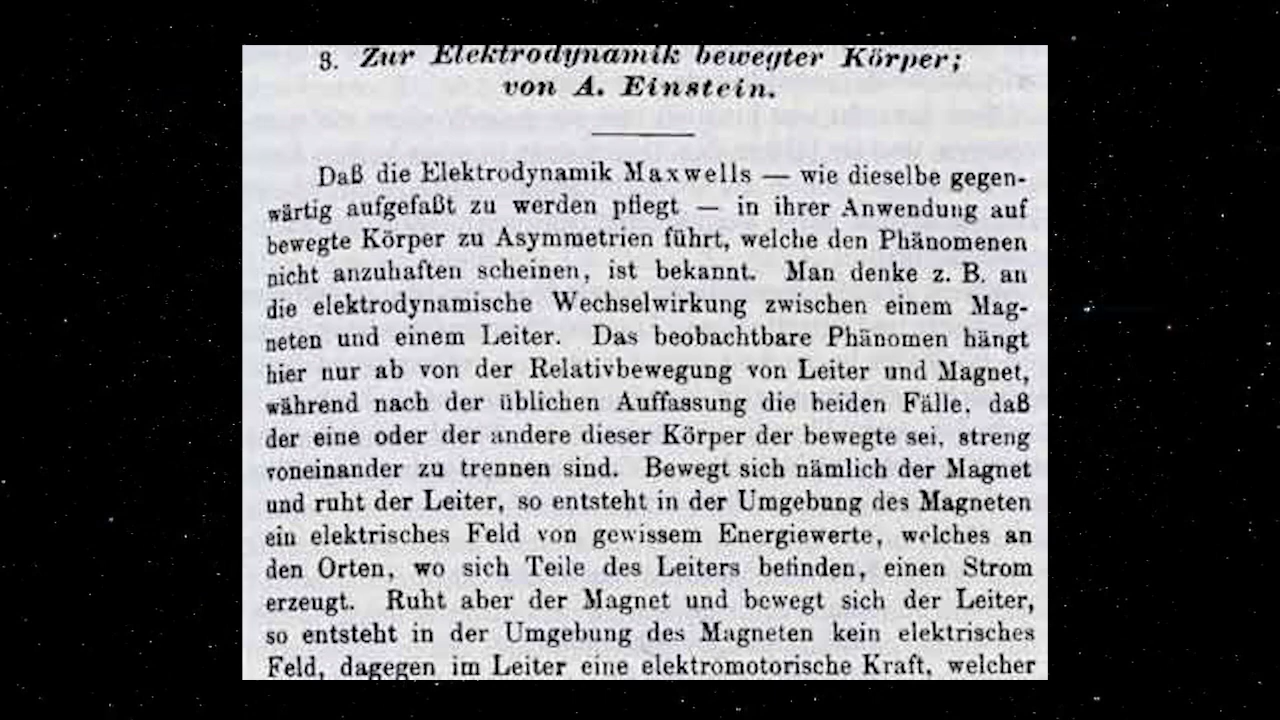 3. Zur Elektrodynamik bewegter Körper;
von A. Einstein.
Daß die Elektrodynamik Maxwells — wie dieselbe gegen-
wärtig aufgefaßt zu werden pflegt — in ihrer Anwendung auf
bewegte Körper zu Asymmetrien führt, welche den Phänomenen
nicht anzuhaften scheinen, ist bekannt. Man denke z. B. an
die elektrodynamische Wechselwirkung zwischen einem Mag-
neten und einem Leiter. Das beobachtbare Phänomen hängt
hier nur ab von der Relativbewegung von Leiter und Magnet,
während nach der üblichen Auffassung die beiden Fälle, daß
der eine oder der andere dieser Körper der bewegte sei, streng
voneinander zu trennen sind. Bewegt sich nämlich der Magnet
und ruht der Leiter, so entsteht in der Umgebung des Magneten
ein elektrisches Feld von gewissem Energiewerte, welches an
den Orten, wo sich Teile des Leiters befinden, einen Strom
erzeugt. Ruht aber der Magnet und bewegt sich der Leiter,
so entsteht in der Umgebung des Magneten kein elektrisches
Feld, dagegen im Leiter eine elektromotorische Kraft, welcher